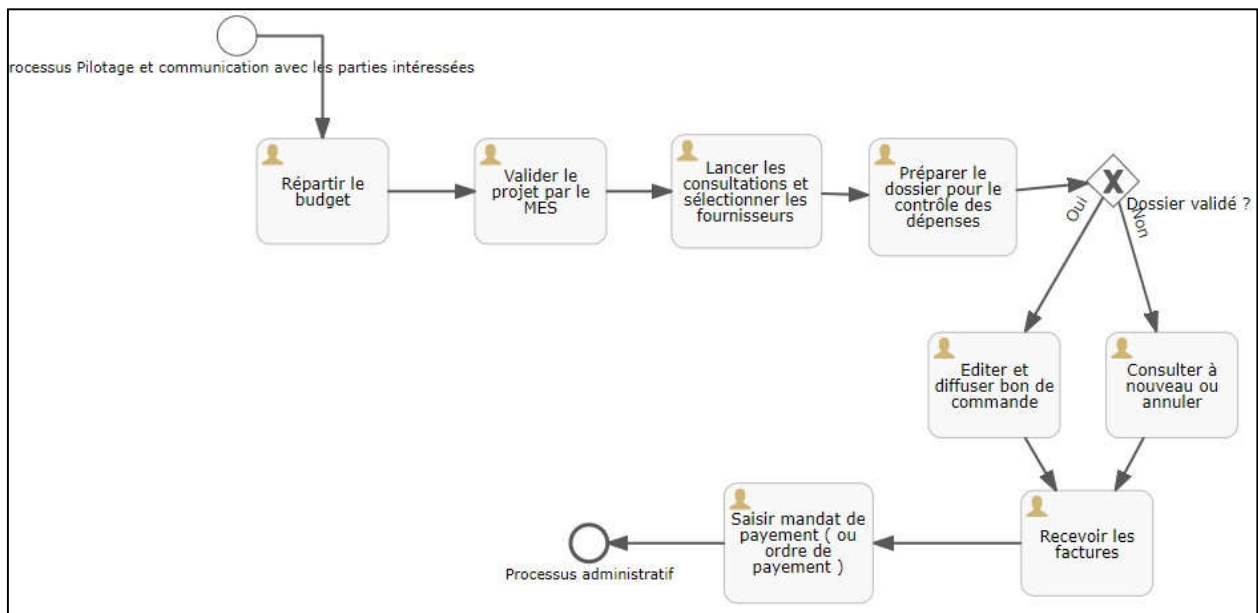 rocessus Pilotage et communication avec les parties intéressées
Répartir le
budget
Valider le
projet par le
MES
Lancer les
consultations et
sélectionner les
fournisseurs
Préparer le
dossier pour le
contrôle des
dépenses
X
Dossier validé ?
Oui
Non
Editer et
diffuser bon de
commande
Consulter à
nouveau ou
annuler
Recevoir les
factures
Saisir mandat de
payement ( ou
ordre de
payement )
Processus administratif